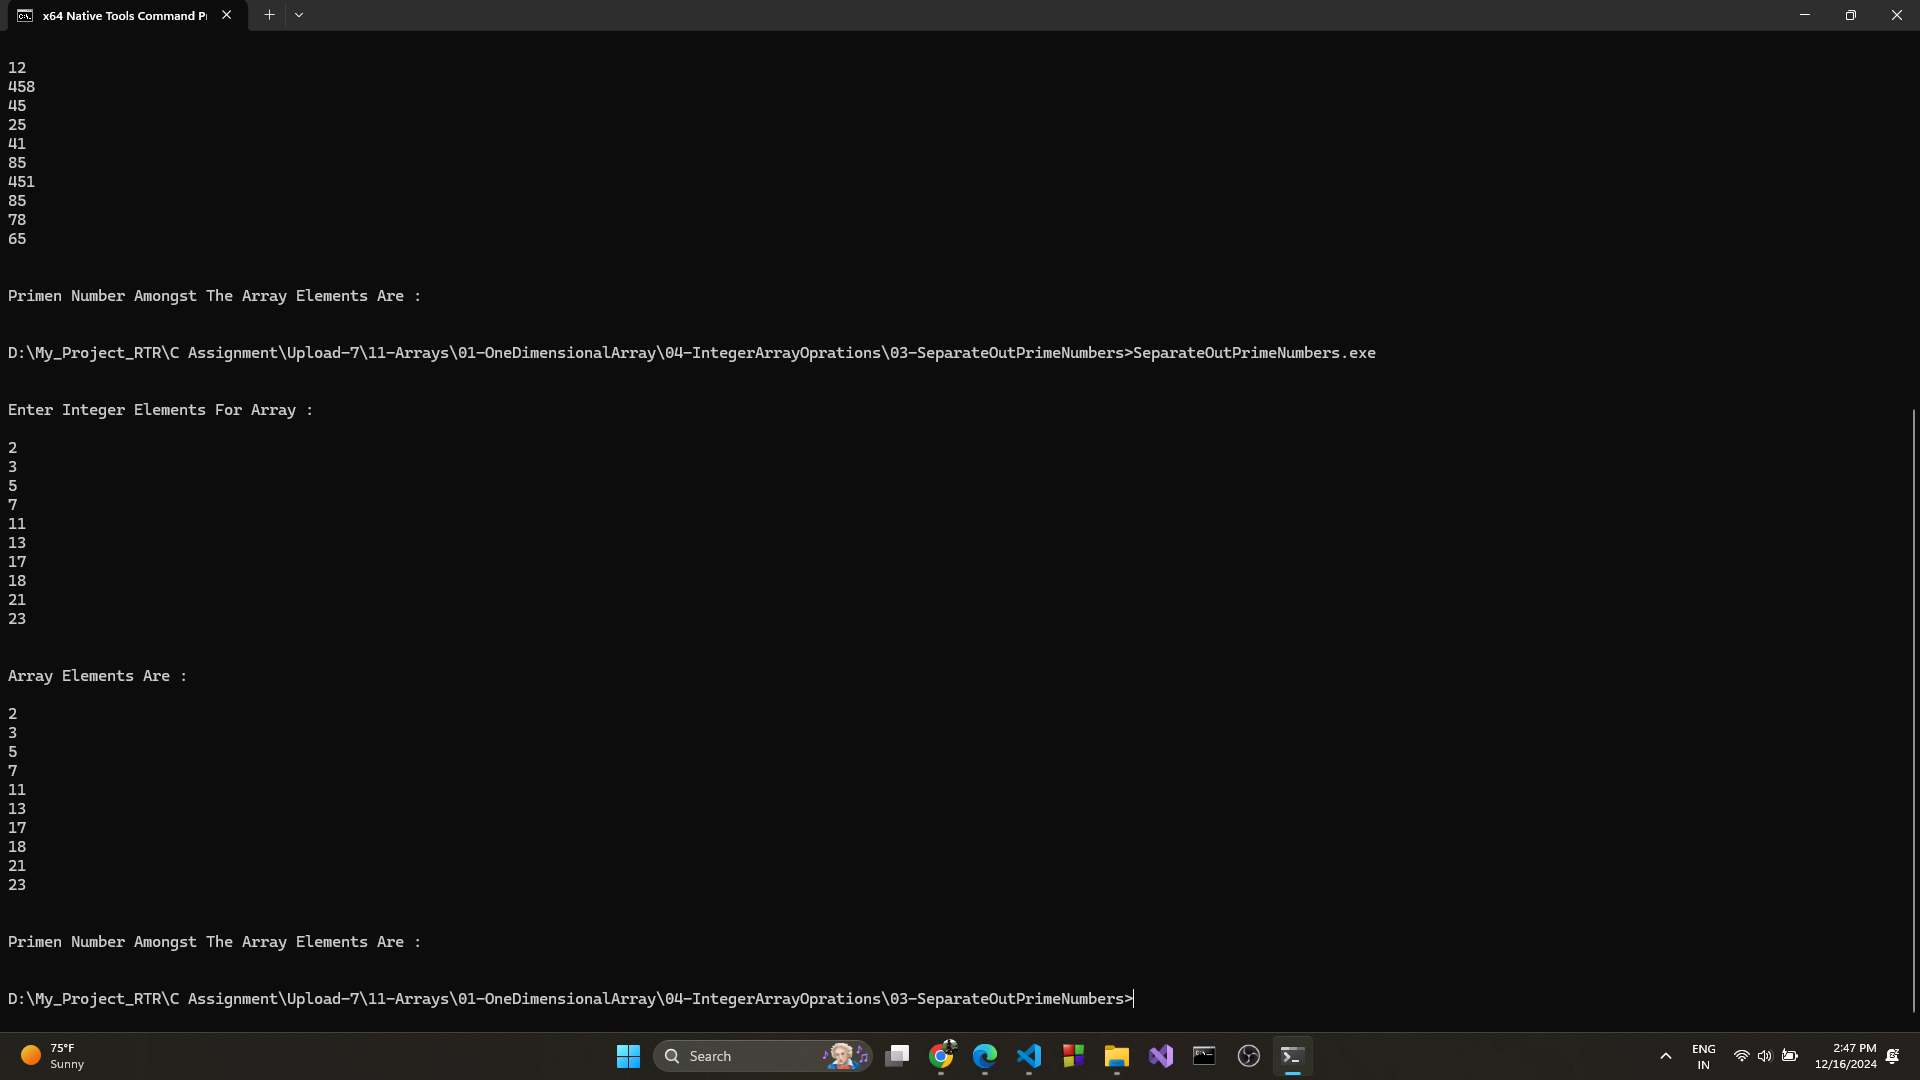 x64 Native Tools Command P
12
458
45
25
41
85
451
85
78
65
Primen Number Amongst The Array Elements Are :
D:\My_Project_RTR\C Assignment\Upload-7\11-Arrays\01-OneDimensionalArray\04-IntegerArrayOprations\03-SeparateOutPrimeNumbers>SeparateOutPrimeNumbers.exe
Enter Integer Elements For Array :
2
3
5
7
11
13
17
18
21
23
Array Elements Are :
2
3
5
7
11
13
17
18
21
23
Primen Number Amongst The Array Elements Are :
D:\My_Project_RTR\C Assignment\Upload-7\11-Arrays\01-OneDimensionalArray\04-IntegerArrayOprations\03-SeparateOutPrimeNumbers>
75°F
Sunny
Search
ENG
IN
2:47 PM
12/16/2024